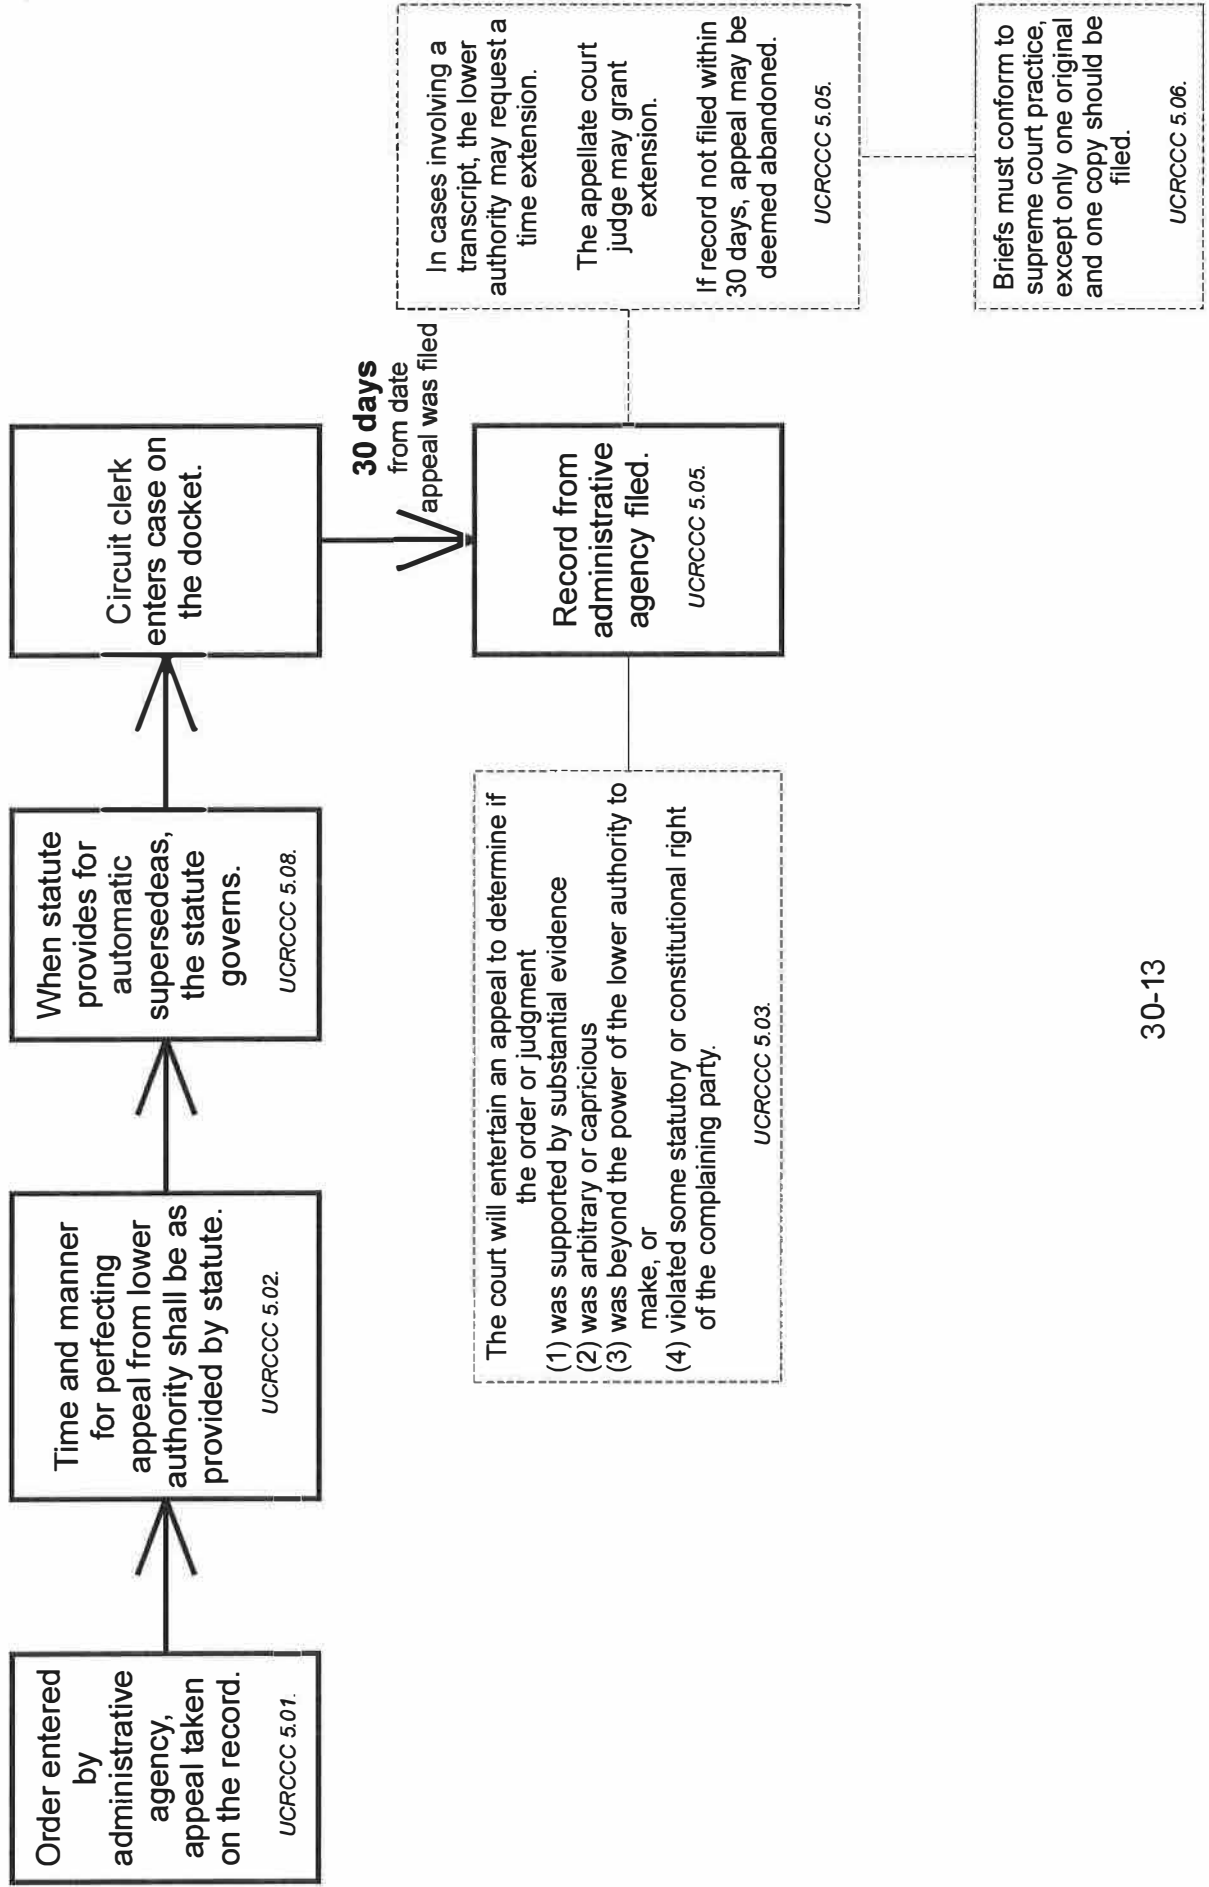 Order entered
by
administrative
agency,
appeal taken
on the record.
UCRCCC 5.01.
Time and manner
for perfecting
appeal from lower
authority shall be as
provided by statute.
UCRCCC 5.02.
When statute
provides for
automatic
supersedeas,
the statute
governs.
UCRCCC 5.08.
Circuit clerk
enters case on
the docket.
30 days
from date
appeal was filed
The court will entertain an appeal to determine if
the order or judgment
(1) was supported by substantial evidence
(2) was arbitrary or capricious
(3) was beyond the power of the lower authority to
make, or
(4) violated some statutory or constitutional right
of the complaining party.
UCRCCC 5.03.
Record from
administrative
agency filed.
UCRCCC 5.05.
In cases involving a
transcript, the lower
authority may request a
time extension.
The appellate court
judge may grant
extension.
If record not filed within
30 days, appeal may be
deemed abandoned.
UCRCCC 5.05.
Briefs must conform to
supreme court practice,
except only one original
and one copy should be
filed.
UCRCCC 5.06.
30-13